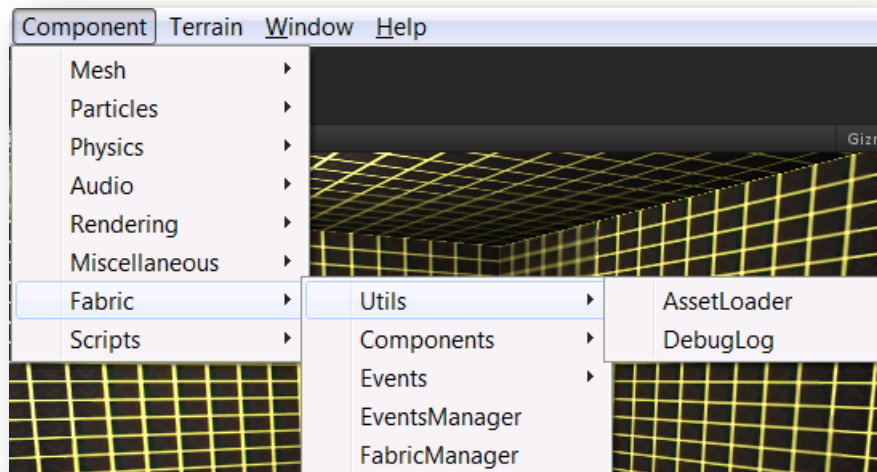 Component Terrain Window Help
Mesh
Particles
Physics
Audio
Rendering
Miscellaneous
Fabric
Scripts
Utils
Components
Events
EventsManager
FabricManager
AssetLoader
DebugLog